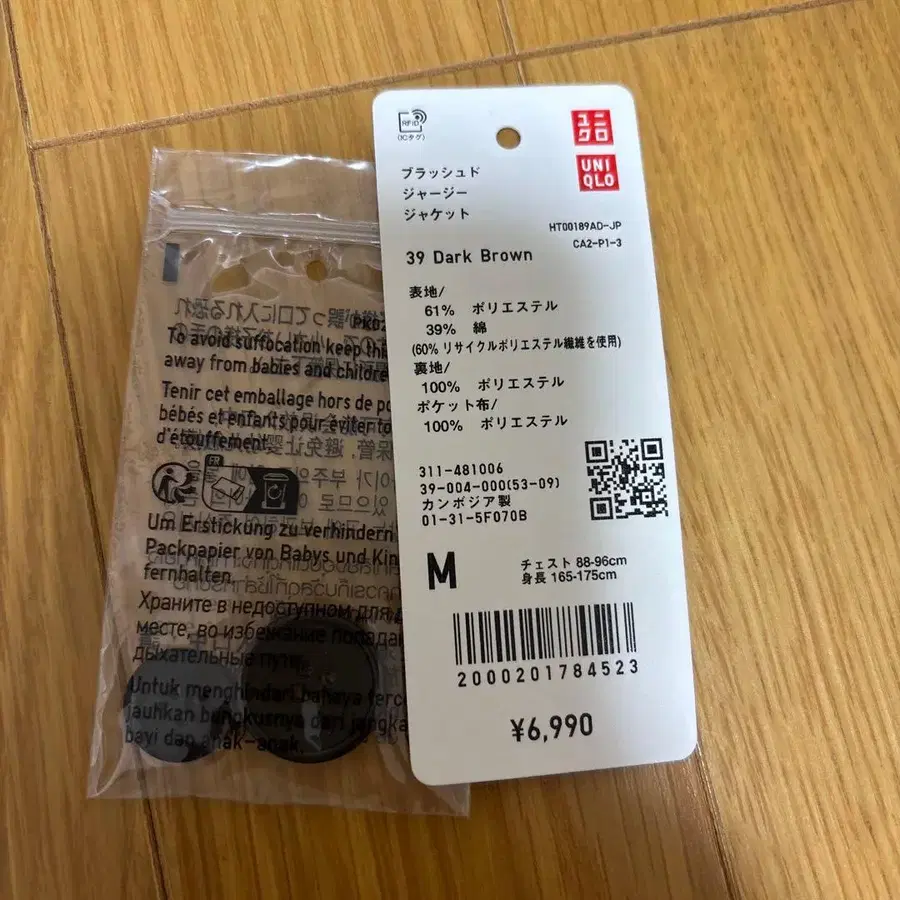 RFID
(ICタグ)
ユニ
クロ
UNI
QLO
ブラッシュド
ジャージー
ジャケット
HT00189AD-JP
CA2-P1-3
39 Dark Brown
表地/
61% ポリエステル
39% 綿
(60% リサイクルポリエステル繊維を使用)
裏地/
100% ポリエステル
ポケット布/
100% ポリエステル
311-481006
39-004-000(53-09)
カンボジア製
01-31-5F070B
M
チェスト 88-96cm
身長 165-175cm
2000201784523
¥6,990
To avoid suffocation keep this
away from babies and childre
Tenir cet emballage hors de po
bébés et enfants pour éviter to
d'étouffement.
FR
Um Erstickung zu verhindern
Packpapier von Babys und Kin
fernhalten.
Храните в недоступном для д
месте, во избежание попада
дыхательные пути.
Untuk menghindari bahaya terce
jauhkan bungkusnya dari jangka
bayi dan anak-anak.